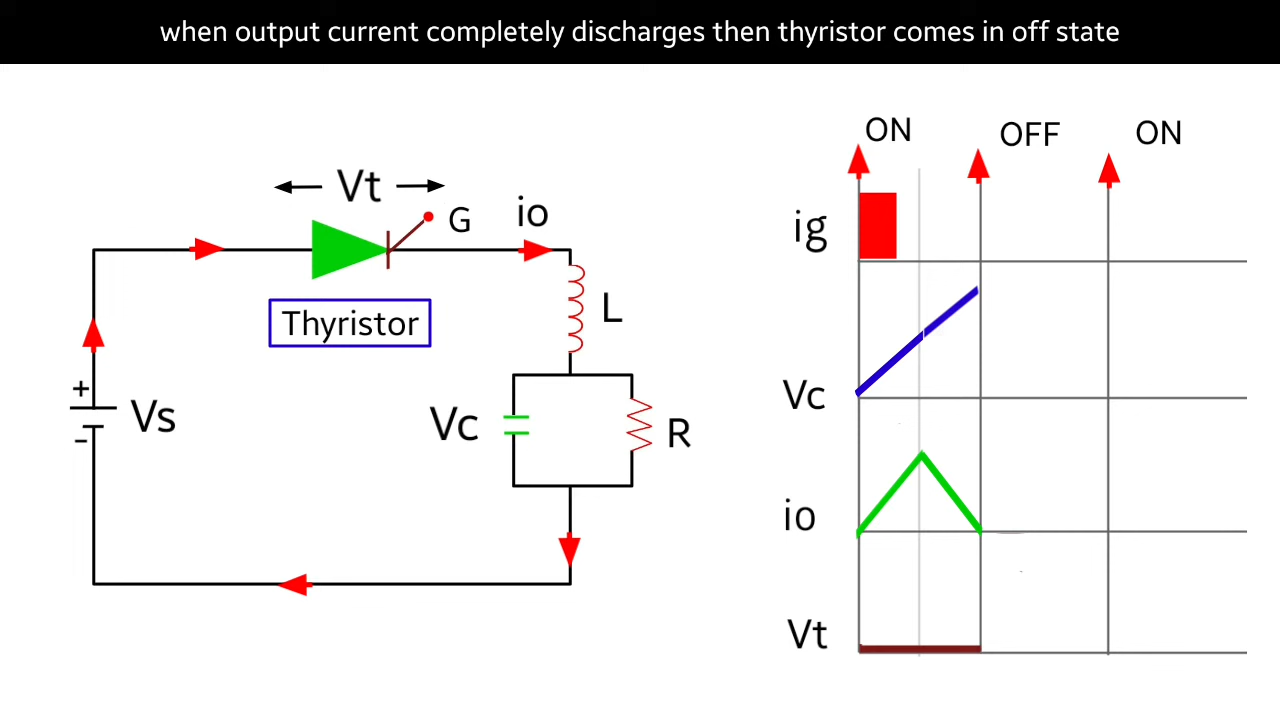 when output current completely discharges then thyristor comes in off state
ON
OFF
ON
Vt
G
io
ig
L
Thyristor
+
Vs
-
Vc
R
Vc
io
Vt